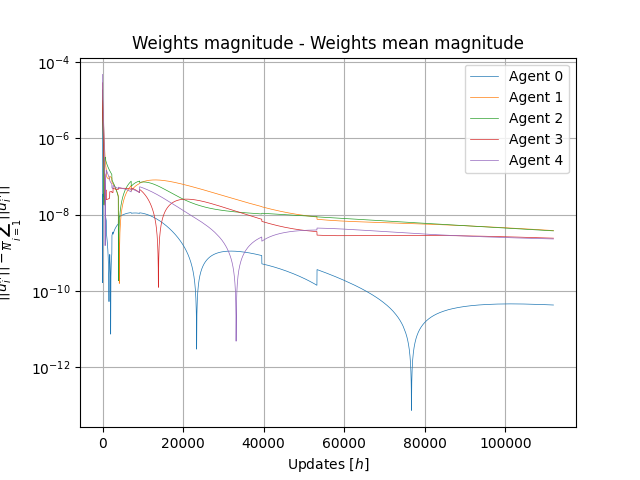 Weights magnitude - Weights mean magnitude
Agent 0
Agent 1
Agent 2
Agent 3
Agent 4
10⁻⁴
10⁻⁶
10⁻⁸
10⁻¹⁰
10⁻¹²
0
20000
40000
60000
80000
100000
Updates [h]